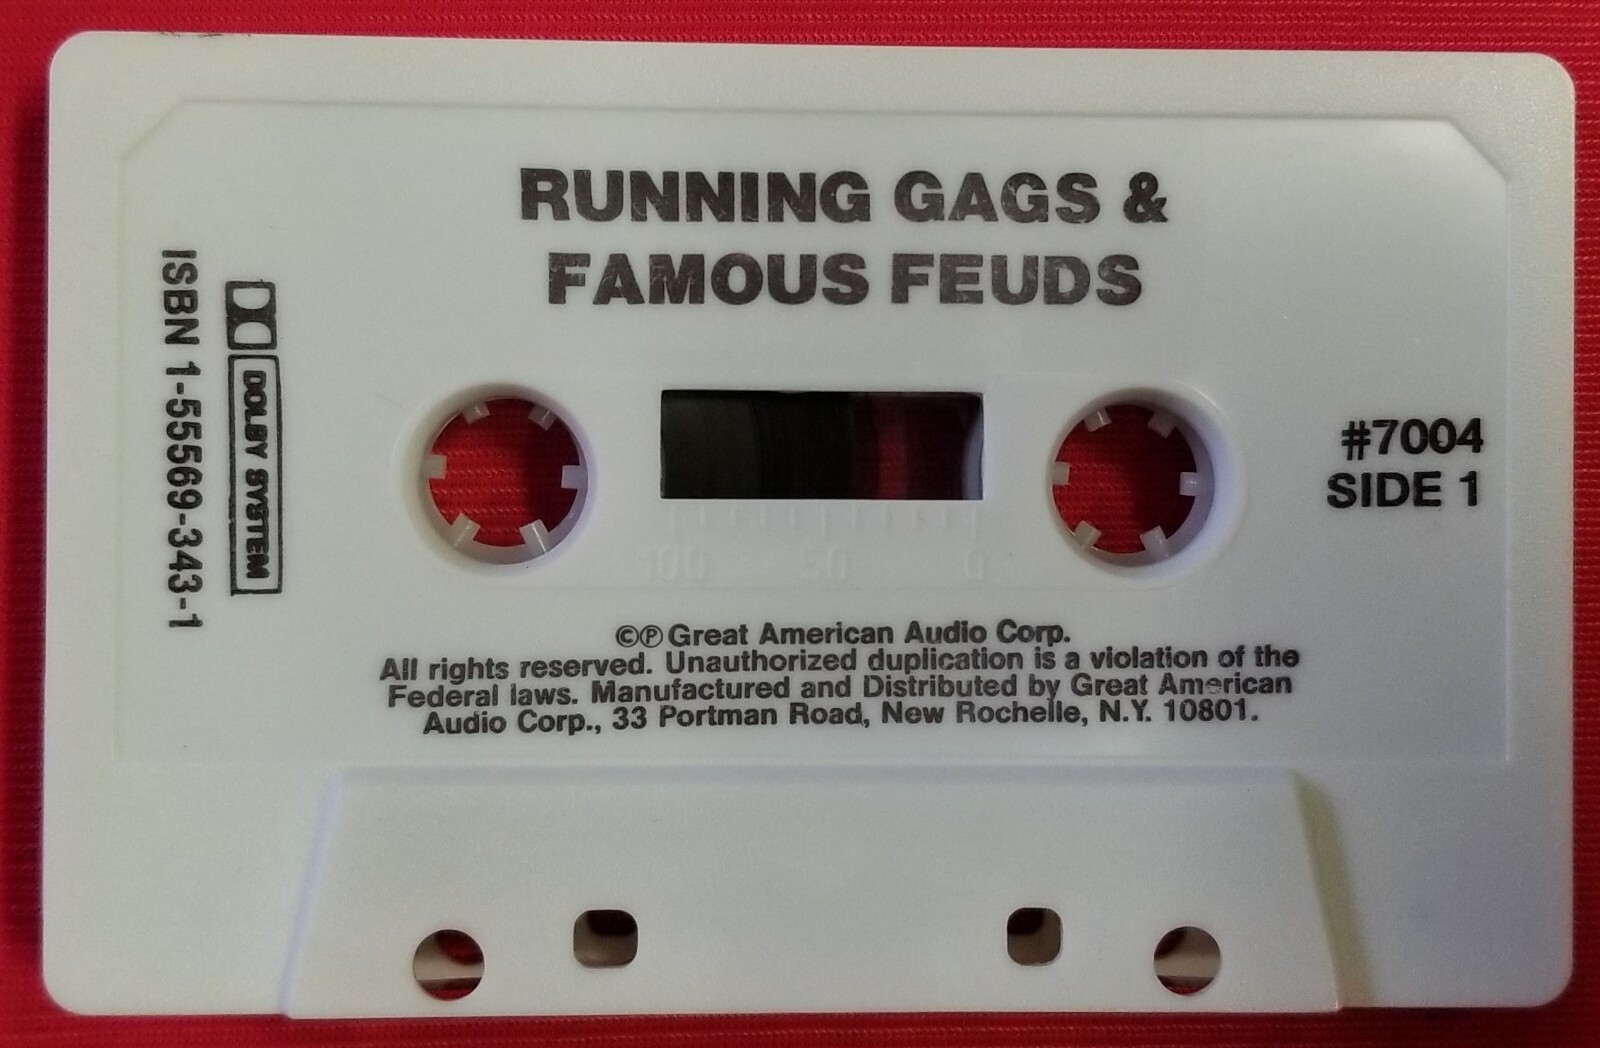 RUNNING GAGS &
FAMOUS FEUDS
ISBN 1-55569-343-1
DOLBY SYSTEM
#7004
SIDE 1
100 50 0
©℗ Great American Audio Corp.
All rights reserved. Unauthorized duplication is a violation of the
Federal laws. Manufactured and Distributed by Great American
Audio Corp., 33 Portman Road, New Rochelle, N.Y. 10801.